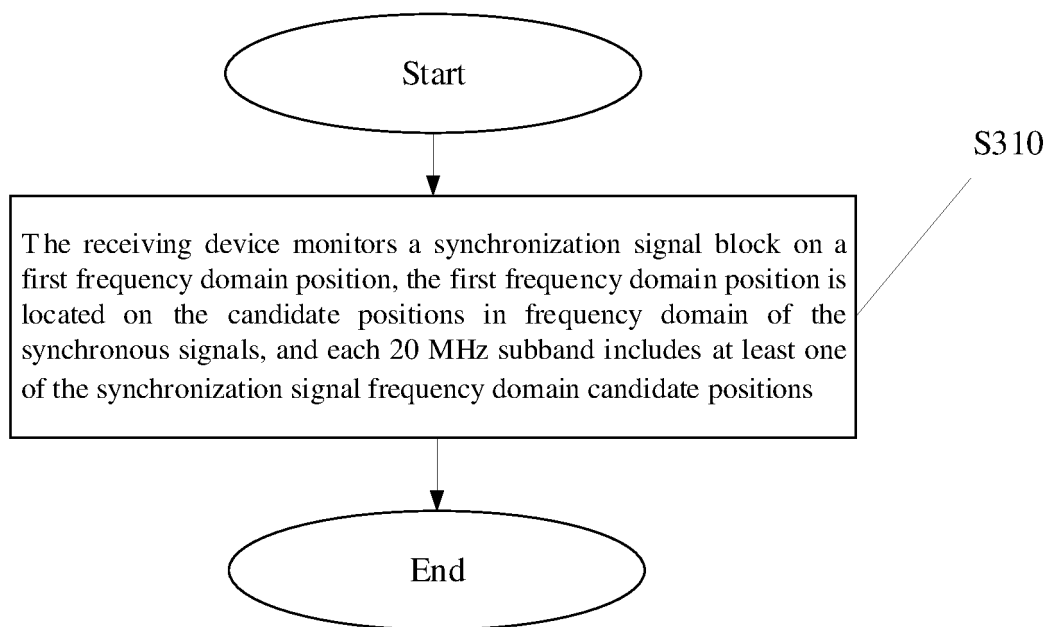 Start
S310
The receiving device monitors a synchronization signal block on a
first frequency domain position, the first frequency domain position is
located on the candidate positions in frequency domain of the
synchronous signals, and each 20 MHz subband includes at least one
of the synchronization signal frequency domain candidate positions
End